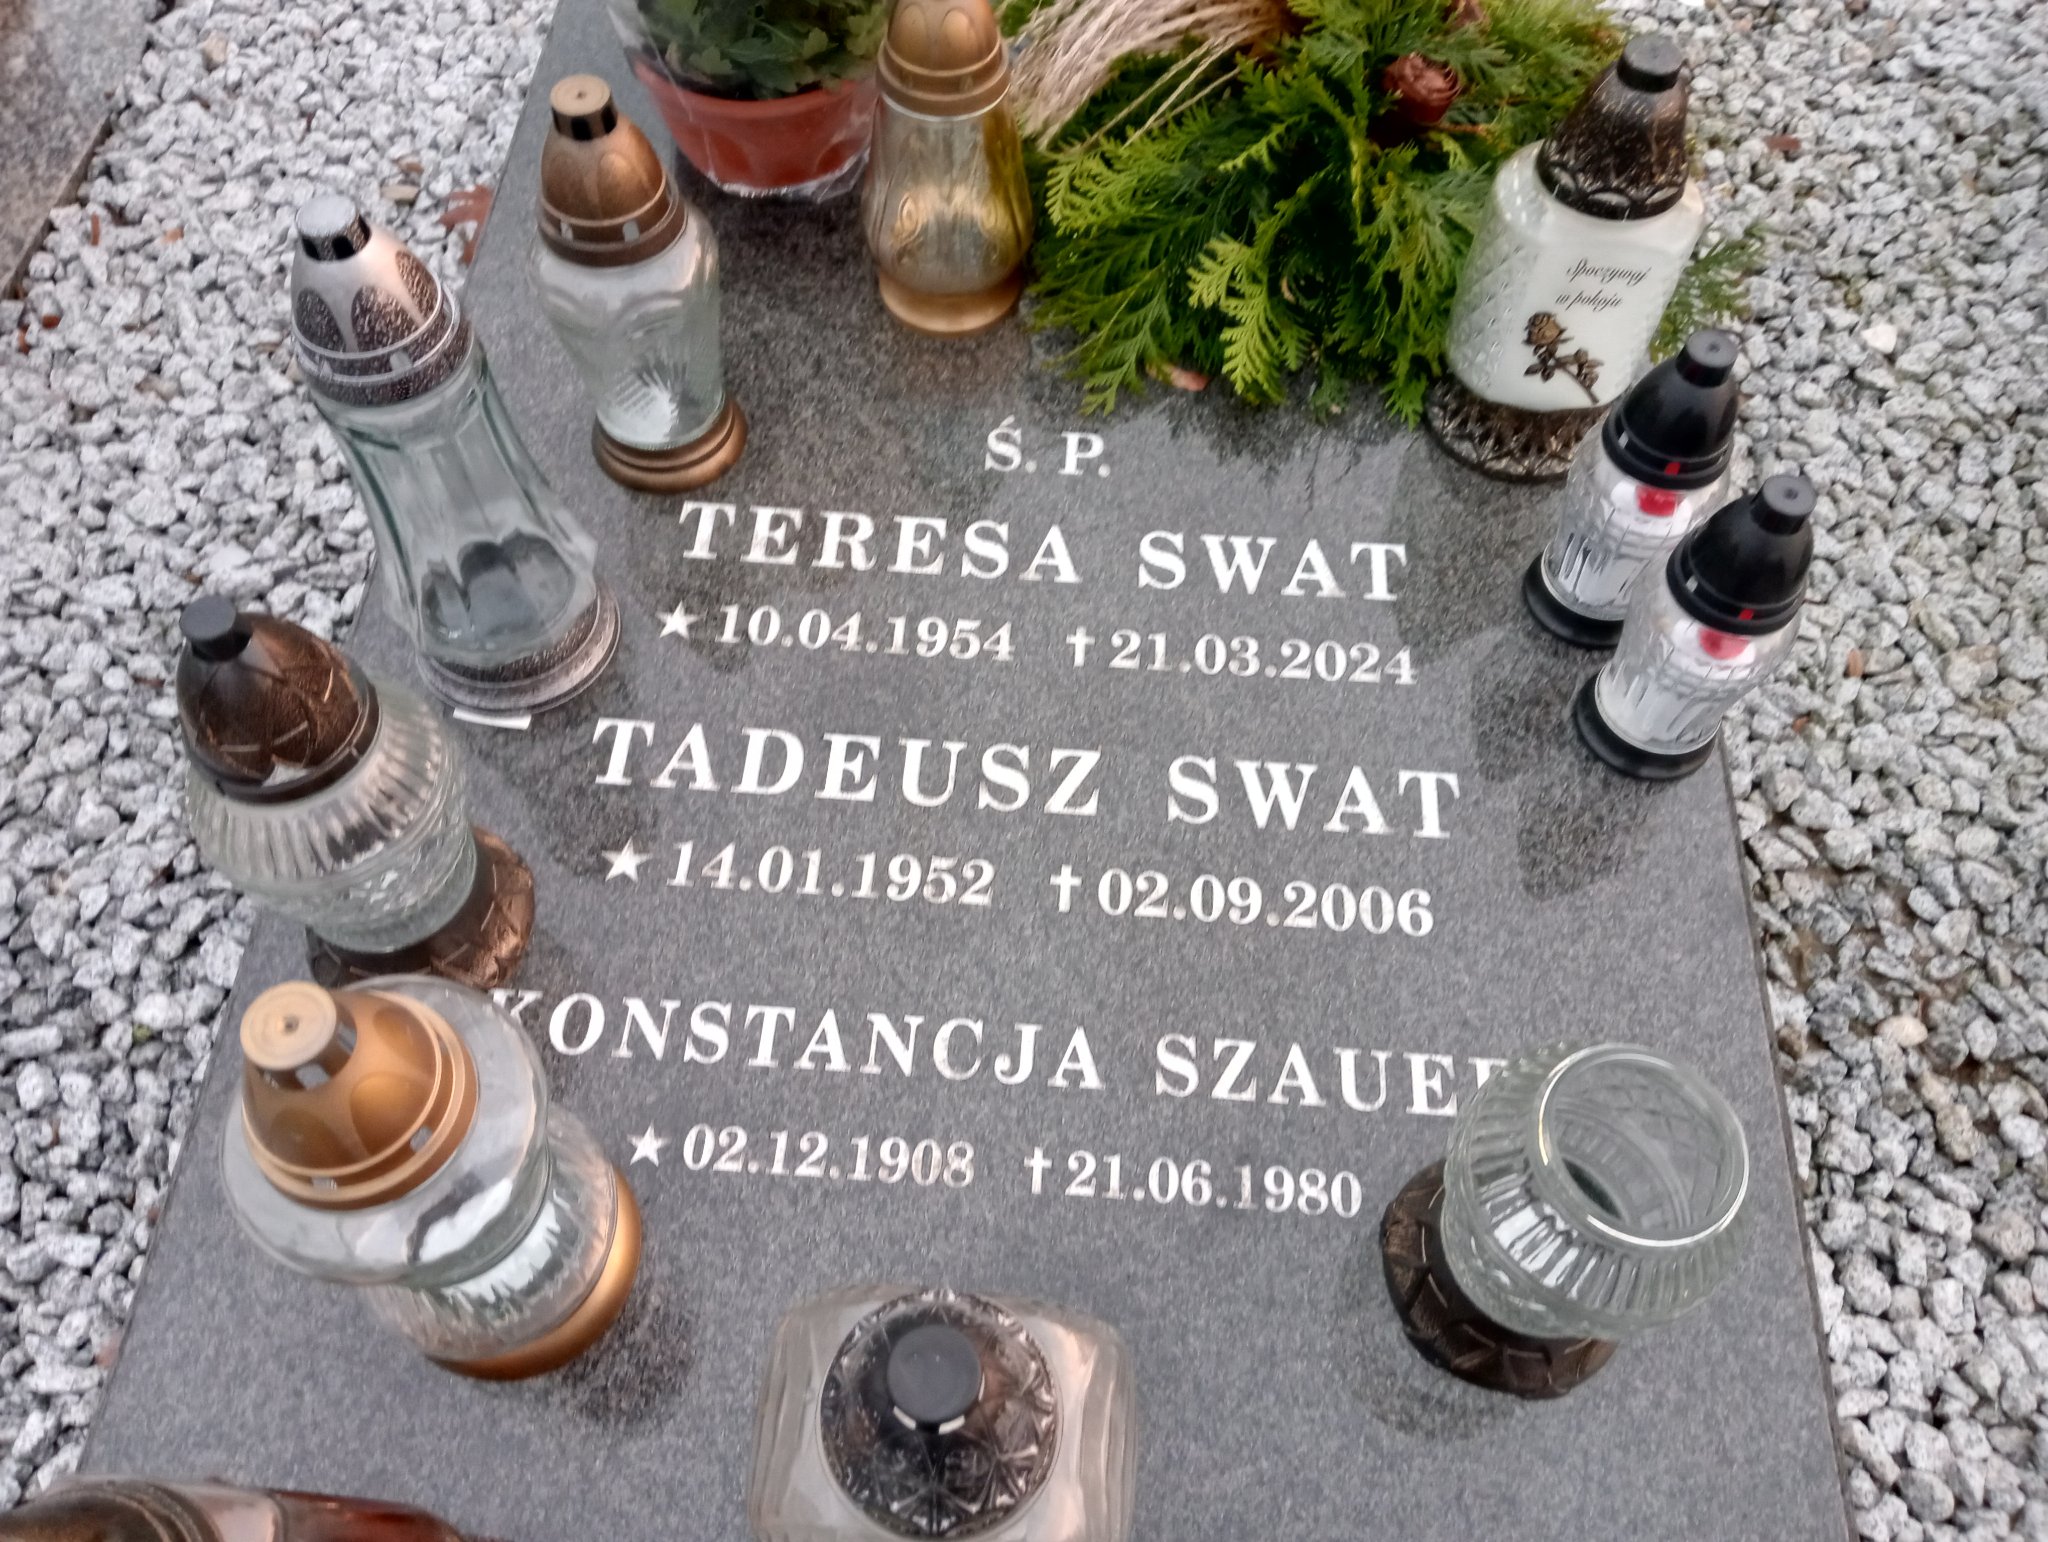 Spoczywaj
w pokoju
Ś. P.
TERESA SWAT
★ 10.04.1954 † 21.03.2024
TADEUSZ SWAT
★ 14.01.1952 † 02.09.2006
KONSTANCJA
★ 02.12.1908 † 21.06.1980